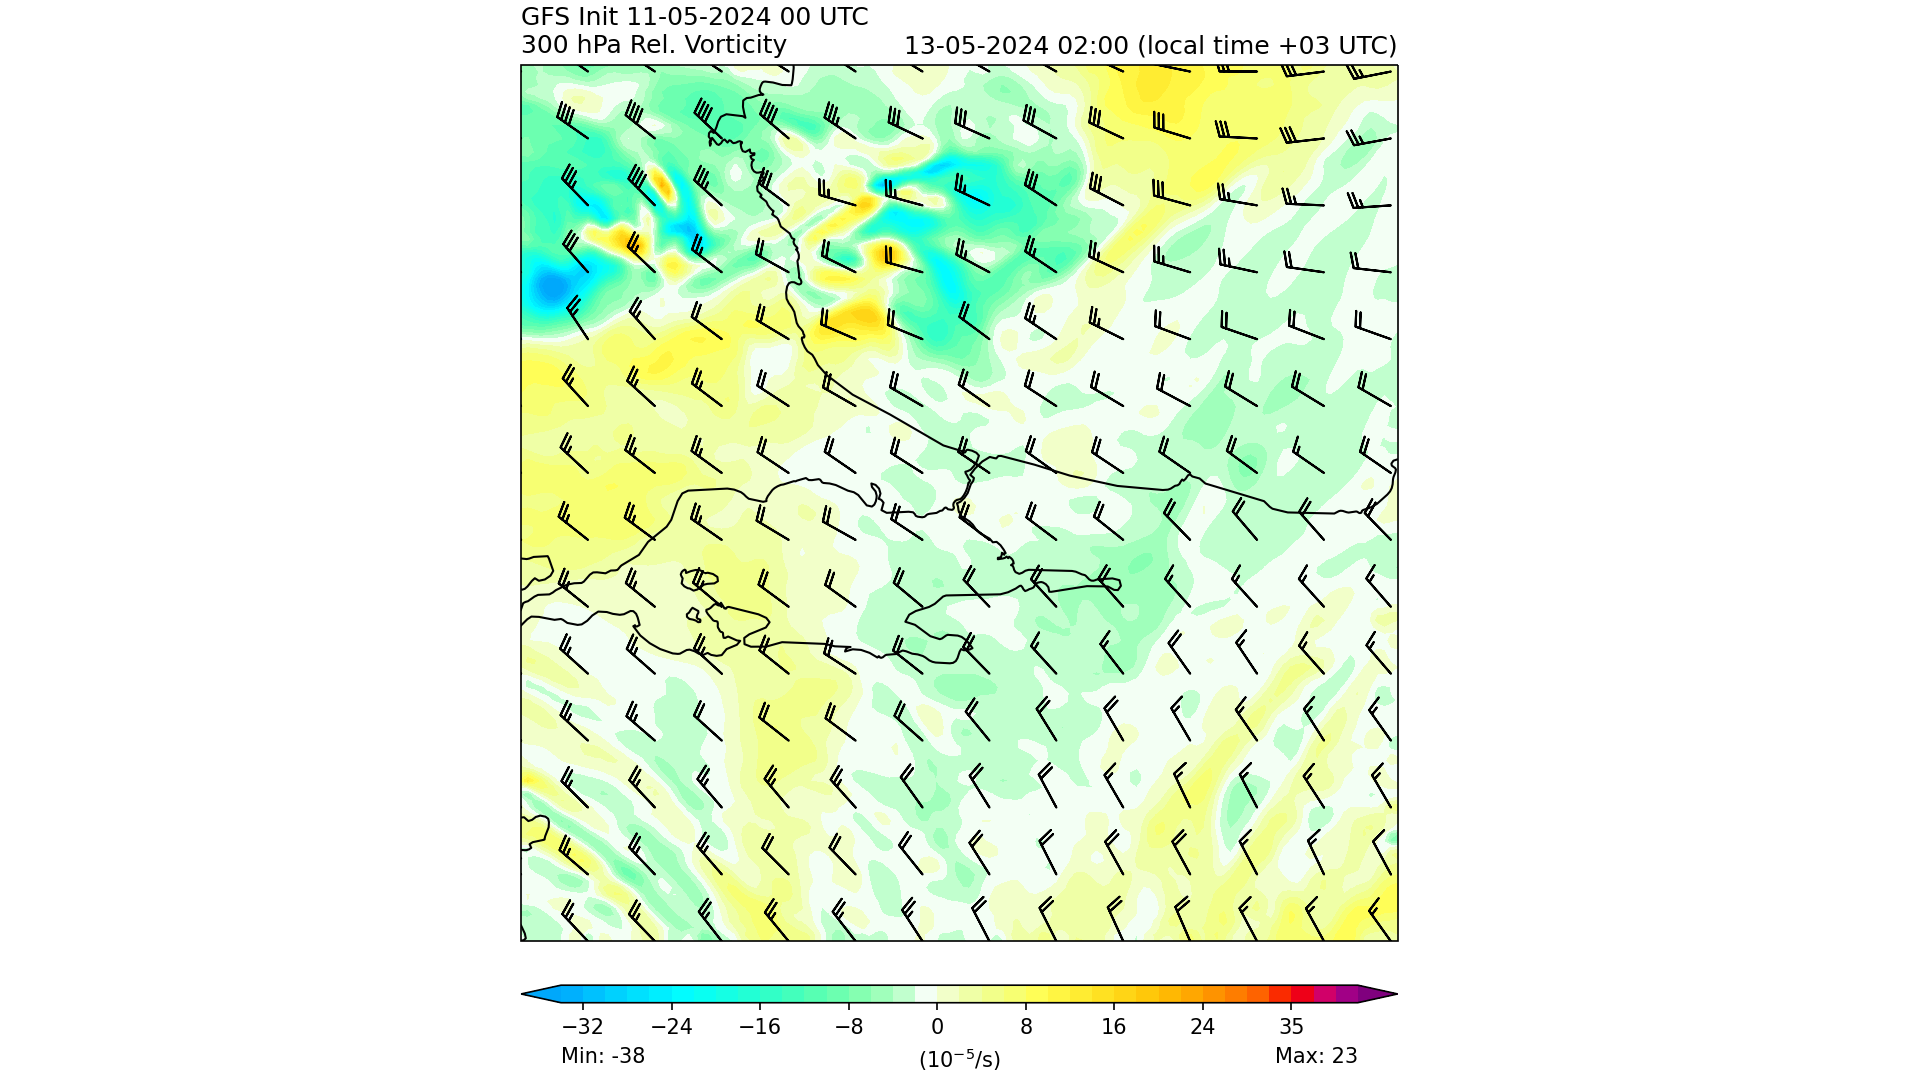 GFS Init 11-05-2024 00 UTC
300 hPa Rel. Vorticity
13-05-2024 02:00 (local time +03 UTC)
−32 −24 −16 −8 0 8 16 24 35
Min: -38
(10⁻⁵/s)
Max: 23